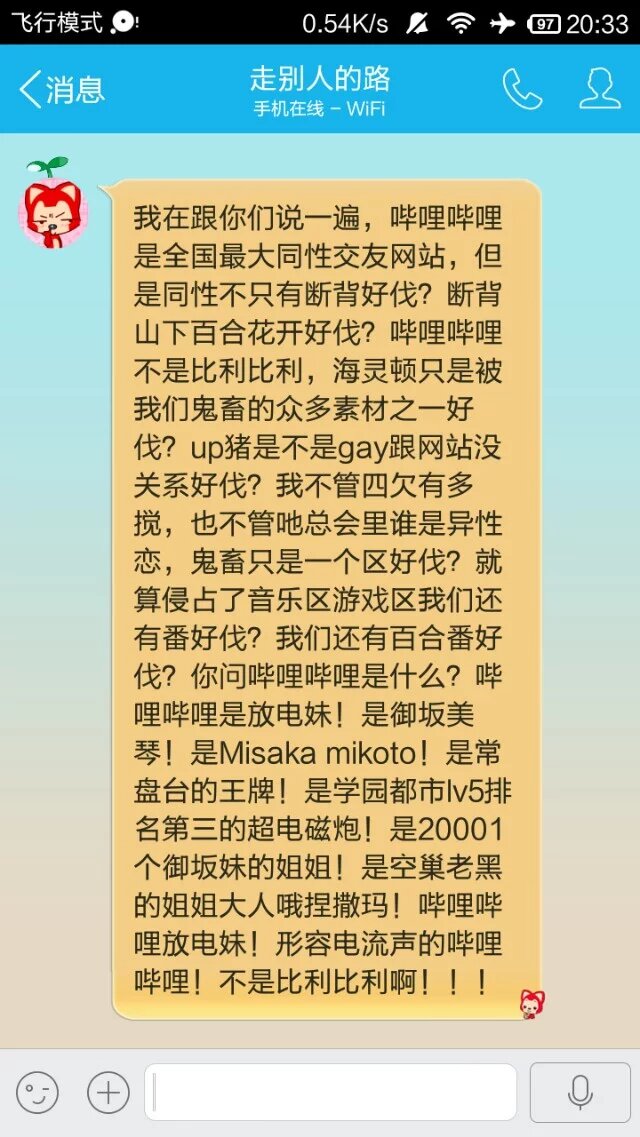 飞行模式 0.54K/s 97 20:33
消息
走别人的路
手机在线 – WiFi
我在跟你们说一遍，哔哩哔哩
是全国最大同性交友网站，但
是同性不只有断背好伐？断背
山下百合花开好伐？哔哩哔哩
不是比利比利，海灵顿只是被
我们鬼畜的众多素材之一好
伐？up猪是不是gay跟网站没
关系好伐？我不管四欠有多
搅，也不管吔总会里谁是异性
恋，鬼畜只是一个区好伐？就
算侵占了音乐区游戏区我们还
有番好伐？我们还有百合番好
伐？你问哔哩哔哩是什么？哔
哩哔哩是放电妹！是御坂美
琴！是Misaka mikoto！是常
盘台的王牌！是学园都市lv5排
名第三的超电磁炮！是20001
个御坂妹的姐姐！是空巢老黑
的姐姐大人哦捏撒玛！哔哩哔
哩放电妹！形容电流声的哔哩
哔哩！不是比利比利啊！！！